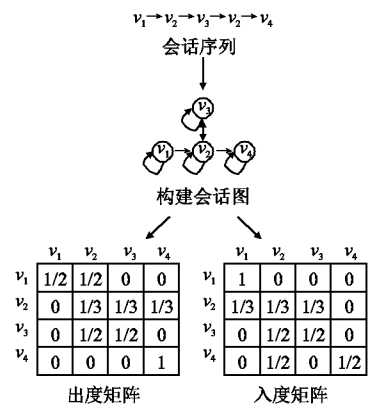 v₁→v₂→v₃→v₂→v₄
会话序列
v₃
v₁ v₂ v₄
构建会话图
v₁ v₂ v₃ v₄
v₁ 1/2 1/2 0 0
v₂ 0 1/3 1/3 1/3
v₃ 0 1/2 1/2 0
v₄ 0 0 0 1
出度矩阵
v₁ v₂ v₃ v₄
v₁ 1 0 0 0
v₂ 1/3 1/3 1/3 0
v₃ 0 1/2 1/2 0
v₄ 0 1/2 0 1/2
入度矩阵